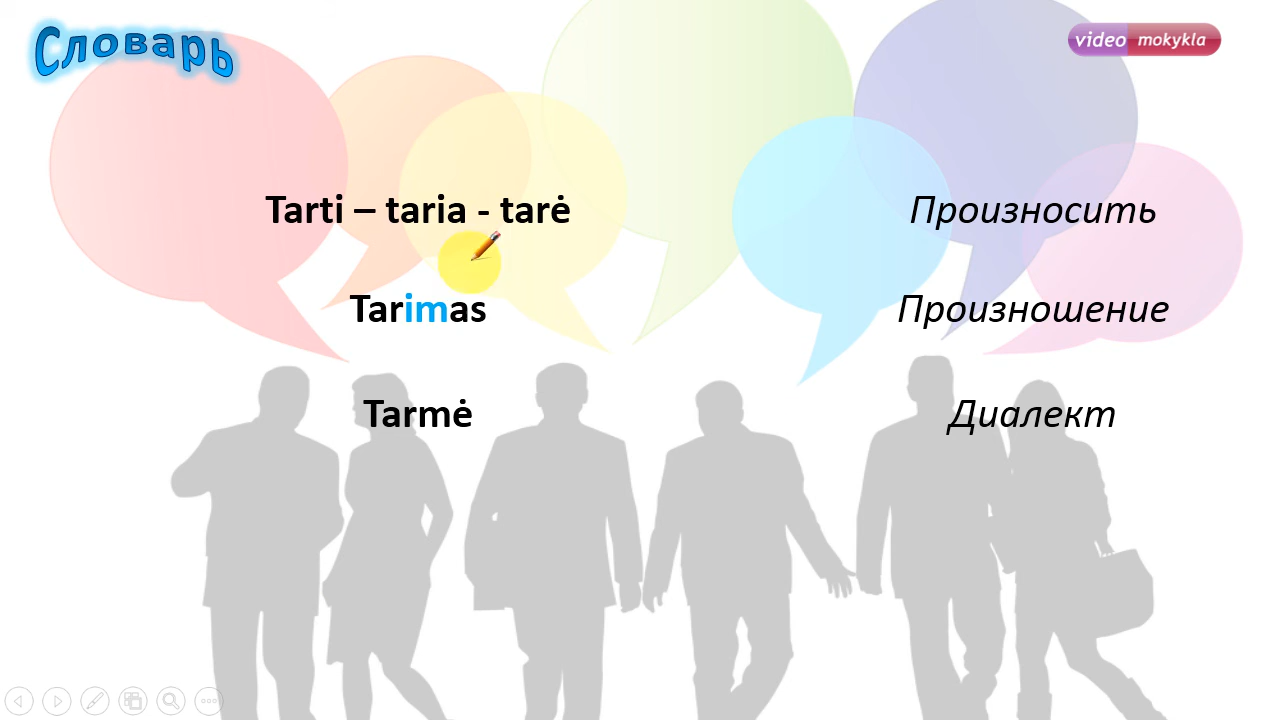 Словарь
video mokykla
Tarti – taria - tarė
Произносить
Tarimas
Произношение
Tarmė
Диалект